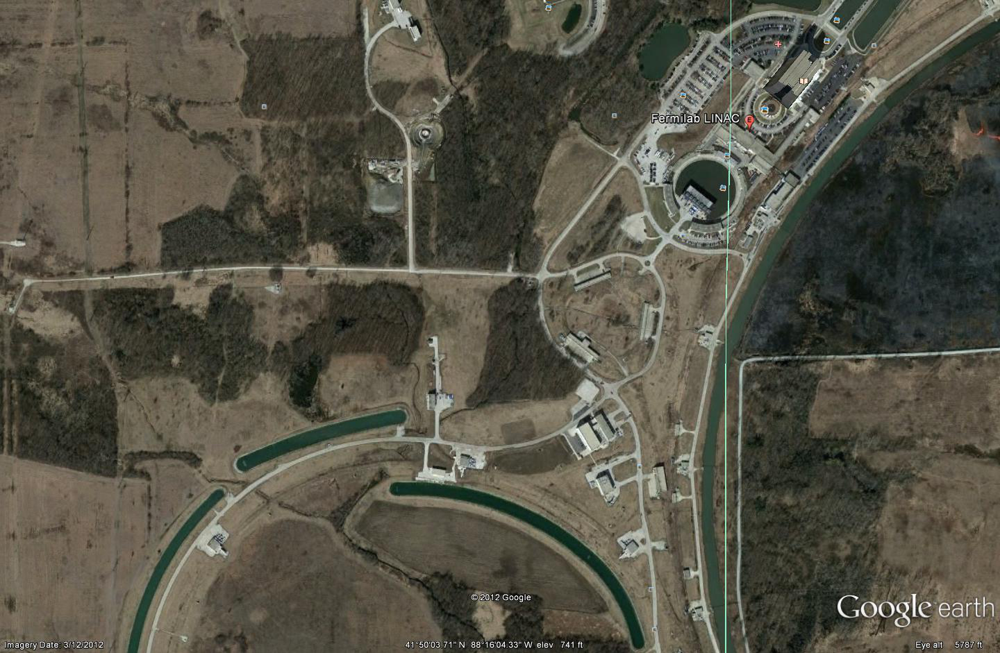 Fermilab LINAC
E
© 2012 Google
Google earth
Imagery Date: 3/12/2012
41°50'03.71" N 88°16'04.33" W elev 741 ft
Eye alt 5787 ft